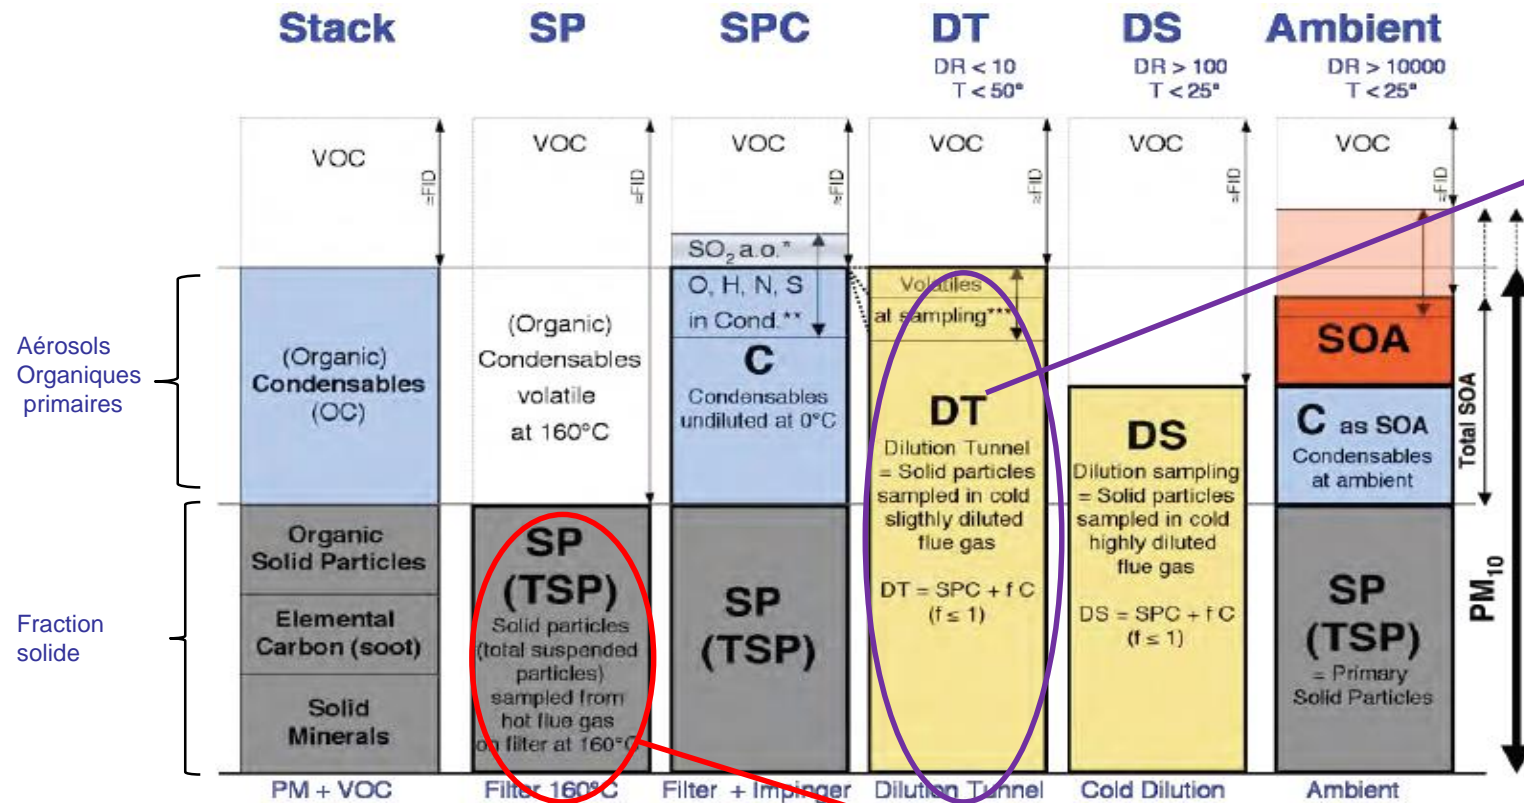 Stack
SP
SPC
DT
DS
Ambient
DR < 10
T < 50°
DR > 100
T < 25°
DR > 10000
T < 25°
VOC
≈FID
VOC
≈FID
VOC
≈FID
VOC
≈FID
VOC
≈FID
VOC
≈FID
Aérosols
Organiques
primaires
(Organic)
Condensables
(OC)
(Organic)
Condensables
volatile
at 160°C
SO2 a.o.*
O, H, N, S
in Cond.**
C
Condensables
undiluted at 0°C
Volatiles
at sampling***
DT
Dilution Tunnel
= Solid particles
sampled in cold
sligthly diluted
flue gas
DT = SPC + f C
(f ≤ 1)
DS
Dilution sampling
= Solid particles
sampled in cold
highly diluted
flue gas
DS = SPC + f C
(f ≤ 1)
SOA
C as SOA
Condensables
at ambient
Total SOA
PM10
Fraction
solide
Organic
Solid Particles
Elemental
Carbon (soot)
Solid
Minerals
SP
(TSP)
Solid particles
(total suspended
particles)
sampled from
hot flue gas
on filter at 160°C
SP
(TSP)
SP
(TSP)
= Primary
Solid Particles
PM + VOC
Filter 160°C
Filter + Impinger
Dilution Tunnel
Cold Dilution
Ambient